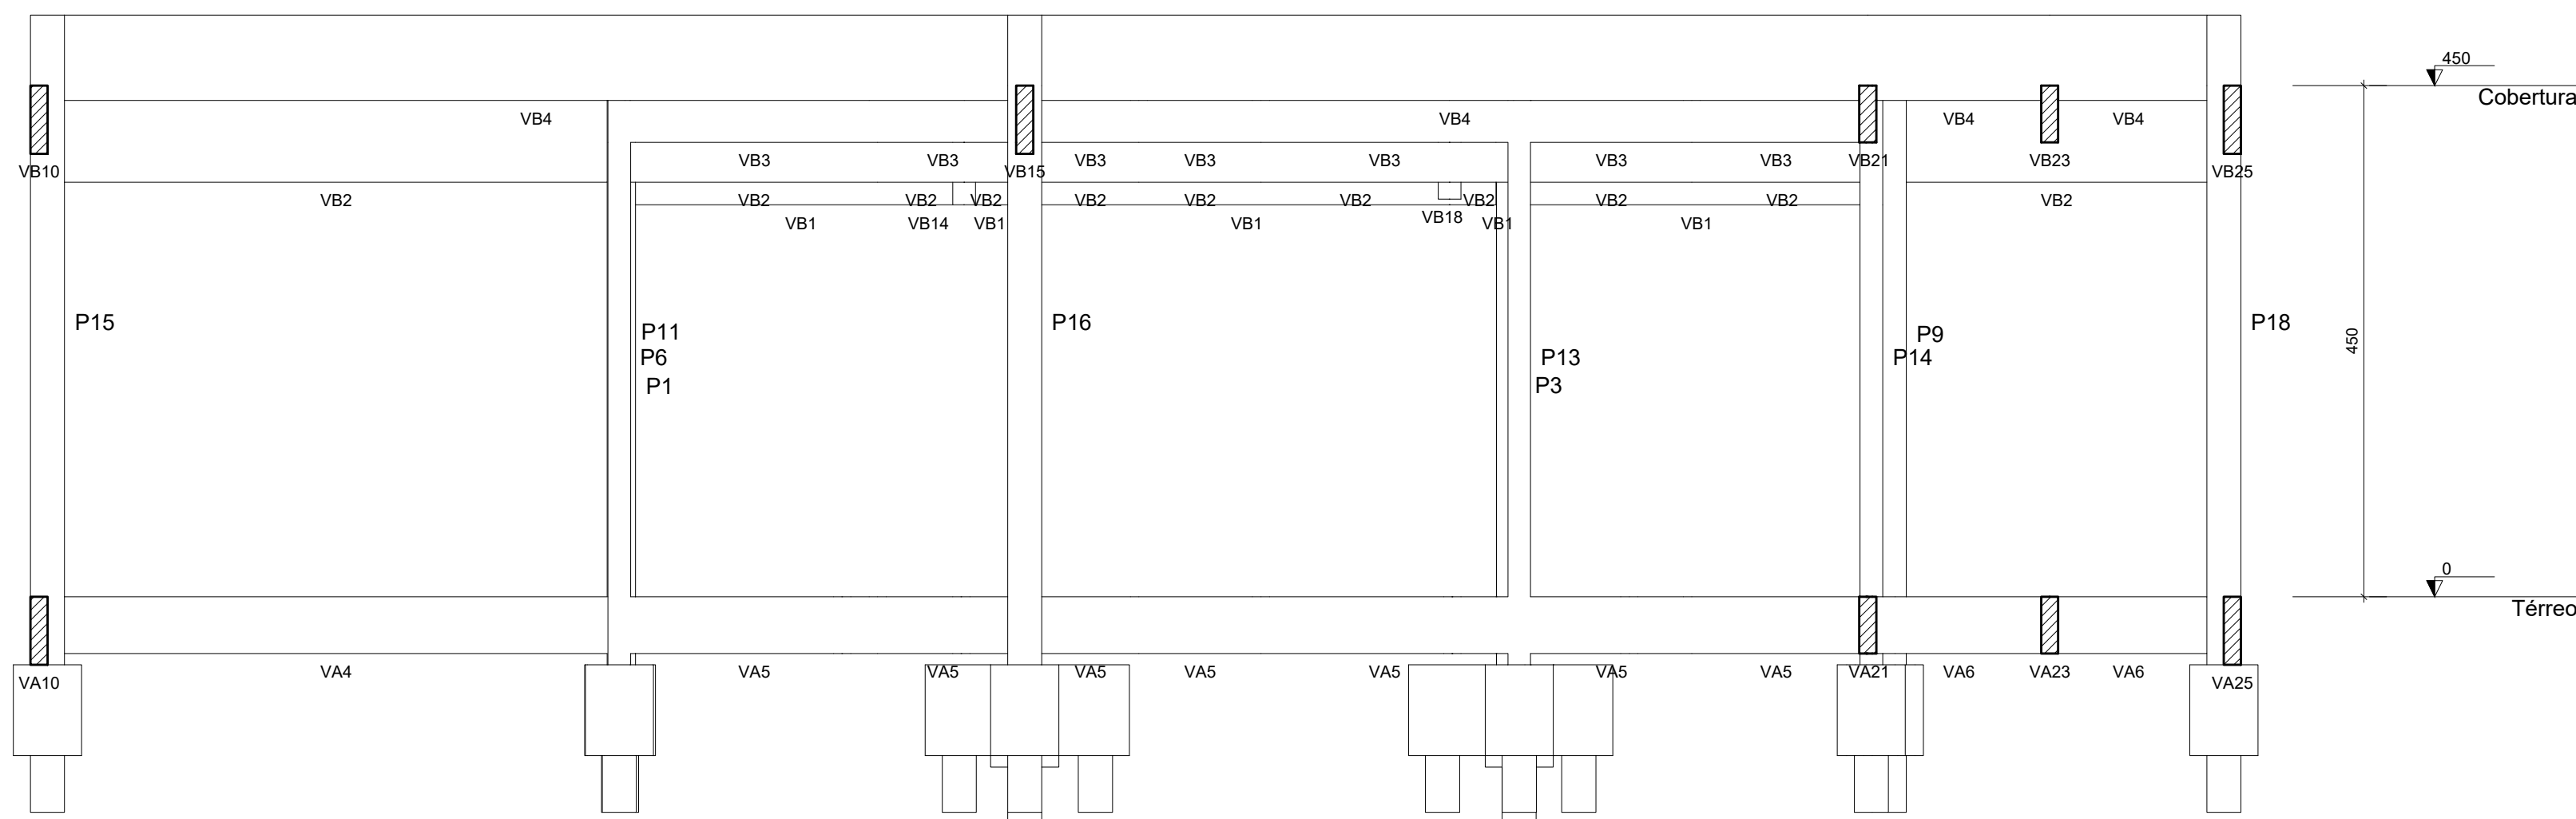 450
Cobertura
VB4 VB4 VB4 VB4
VB3 VB3 VB3 VB3 VB3 VB3 VB3 VB21 VB23
VB10 VB15 VB25
VB2 VB2 VB2 VB2 VB2 VB2 VB2 VB2 VB2 VB2 VB2
VB1 VB14 VB1 VB1 VB18 VB1 VB1
P15 P16 P18
P11 P9
450
P6 P13 P14
P1 P3
0
Térreo
VA4 VA5 VA5 VA5 VA5 VA5 VA5 VA5 VA21 VA6 VA23 VA6
VA10 VA25